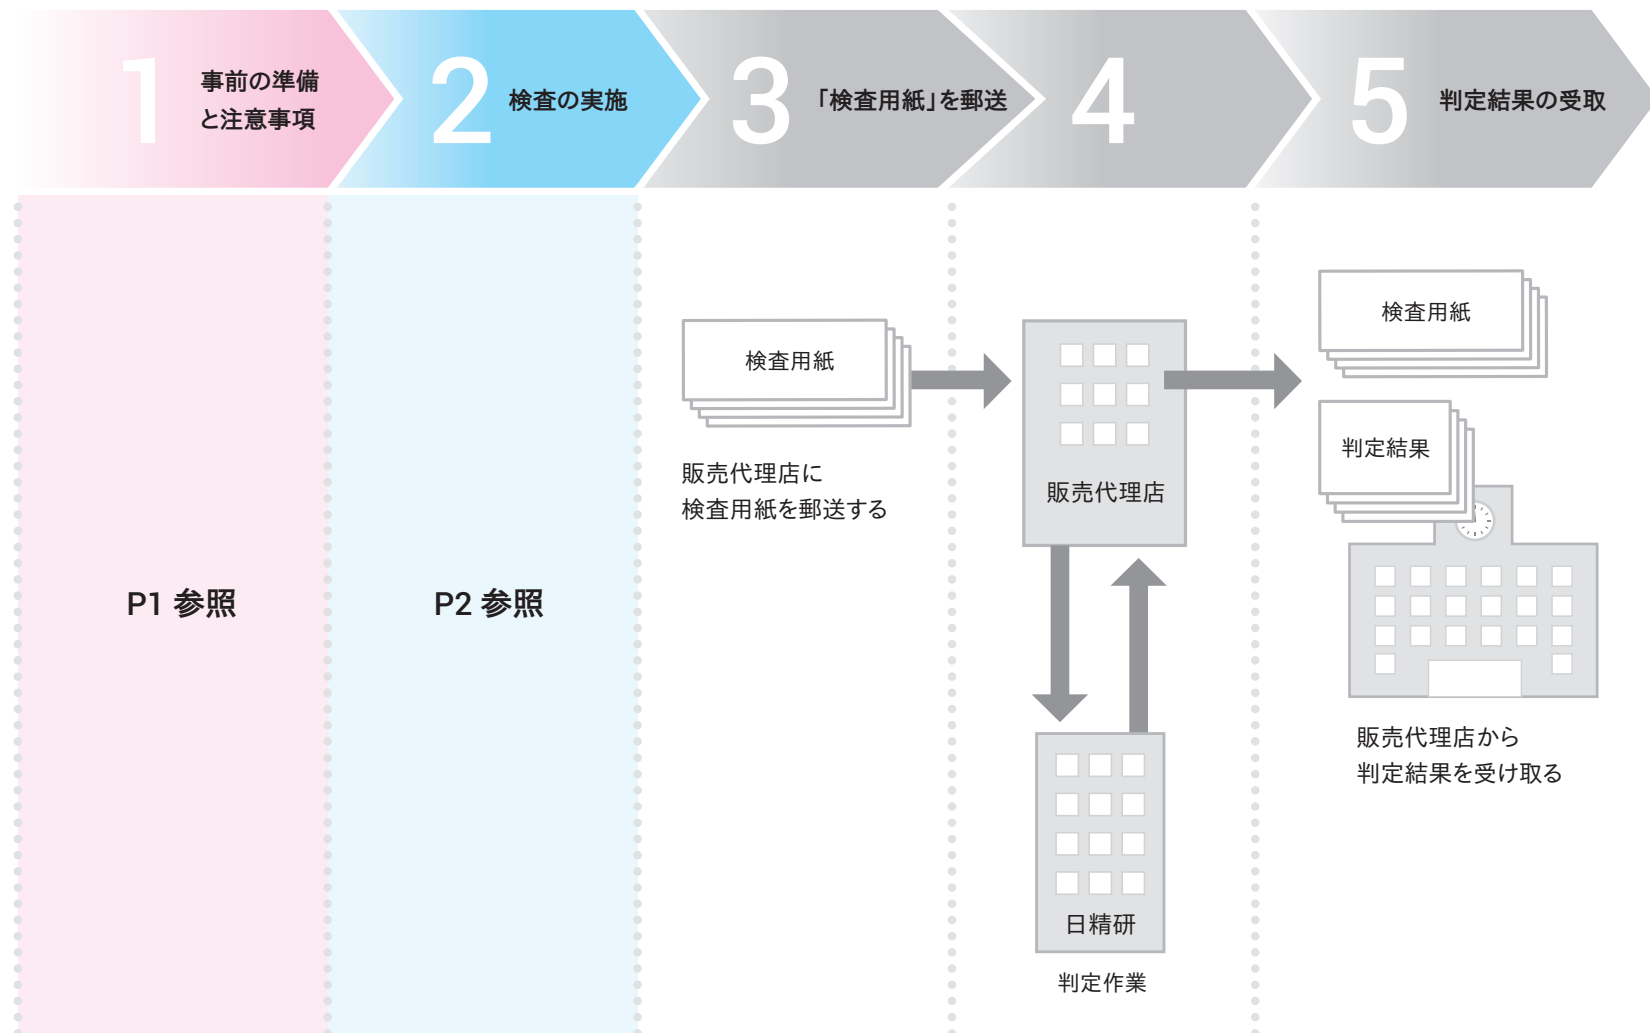 1
事前の準備
と注意事項
2
検査の実施
3
「検査用紙」を郵送
4
5
判定結果の受取
P1 参照
P2 参照
検査用紙
販売代理店に
検査用紙を郵送する
販売代理店
日精研
判定作業
検査用紙
判定結果
販売代理店から
判定結果を受け取る